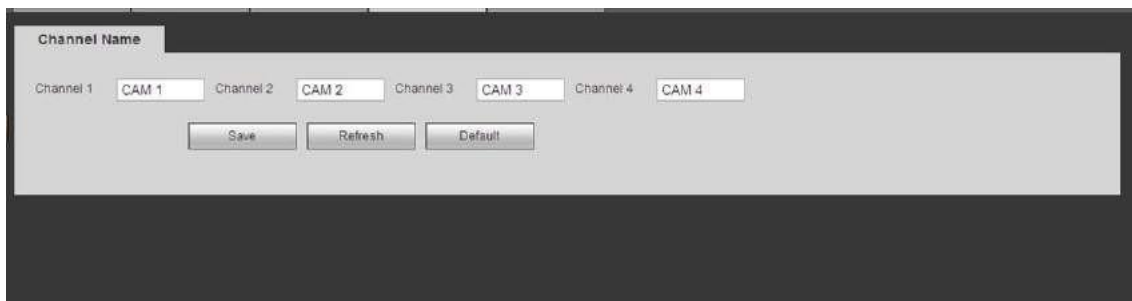 Channel Name
Channel 1 CAM 1 Channel 2 CAM 2 Channel 3 CAM 3 Channel 4 CAM 4
Save Refresh Default